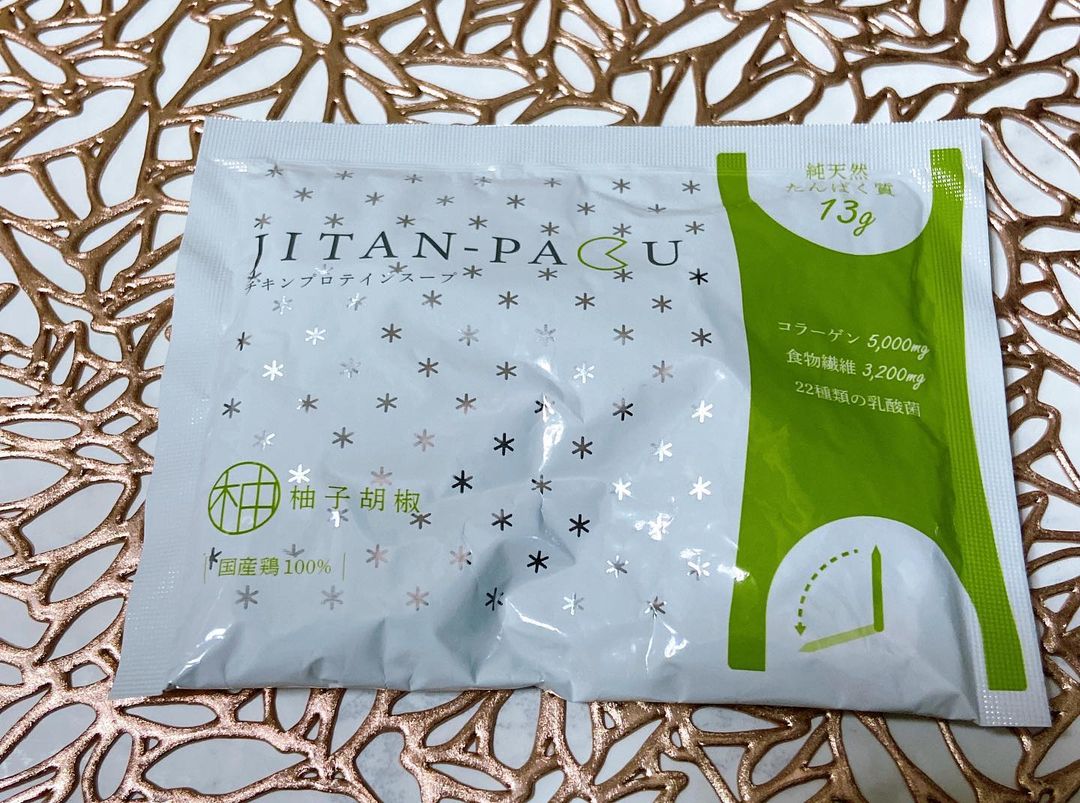 JITAN-PACU
チキンプロテインスープ
柚 柚子胡椒
国産鶏100%
純天然
たんぱく質
13g
コラーゲン 5,000mg
食物繊維 3,200mg
22種類の乳酸菌